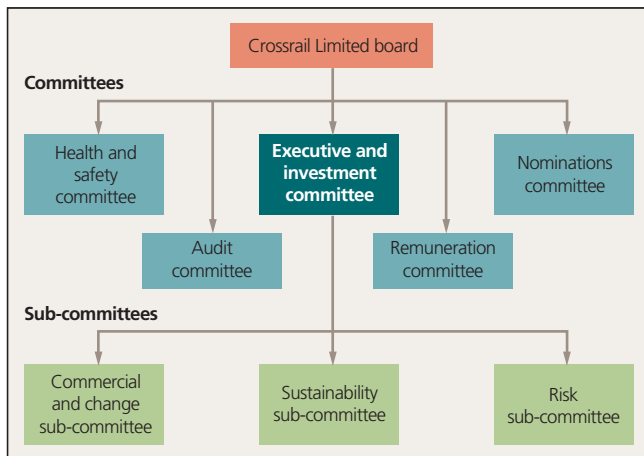 Crossrail Limited board
Committees
Health and
safety
committee
Executive and
investment
committee
Nominations
committee
Audit
committee
Remuneration
committee
Sub-committees
Commercial
and change
sub-committee
Sustainability
sub-committee
Risk
sub-committee